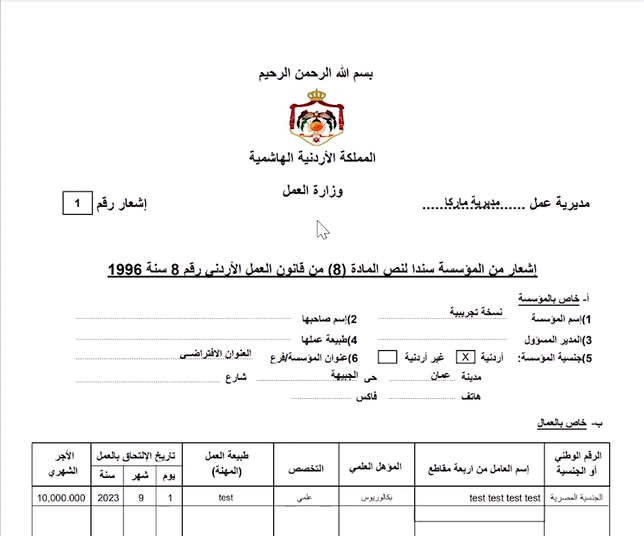 بسم الله الرحمن الرحيم
المملكة الأردنية الهاشمية
وزارة العمل
مديرية عمل مديرية ماركا
إشعار رقم 1
إشعار من المؤسسة سندا لنص المادة (8) من قانون العمل الأردني رقم 8 سنة 1996
أ- خاص بالمؤسسة
1)إسم المؤسسة نسخة تجريبية 2)إسم صاحبها
3)المدير المسؤول 4)طبيعة عملها
5)جنسية المؤسسة: أردنية X غير أردنية 6)عنوان المؤسسة/فرع العنوان الافتراضى
مدينة عمان حى الجبيهة شارع
هاتف فاكس
ب- خاص بالعمال
الرقم الوطني أو الجنسية إسم العامل من اربعة مقاطع المؤهل العلمي التخصص طبيعة العمل (المهنة) تاريخ الإلتحاق بالعمل الأجر الشهري
يوم شهر سنة
الجنسية المصرية test test test test بكالوريوس علمي test 1 9 2023 10,000.000